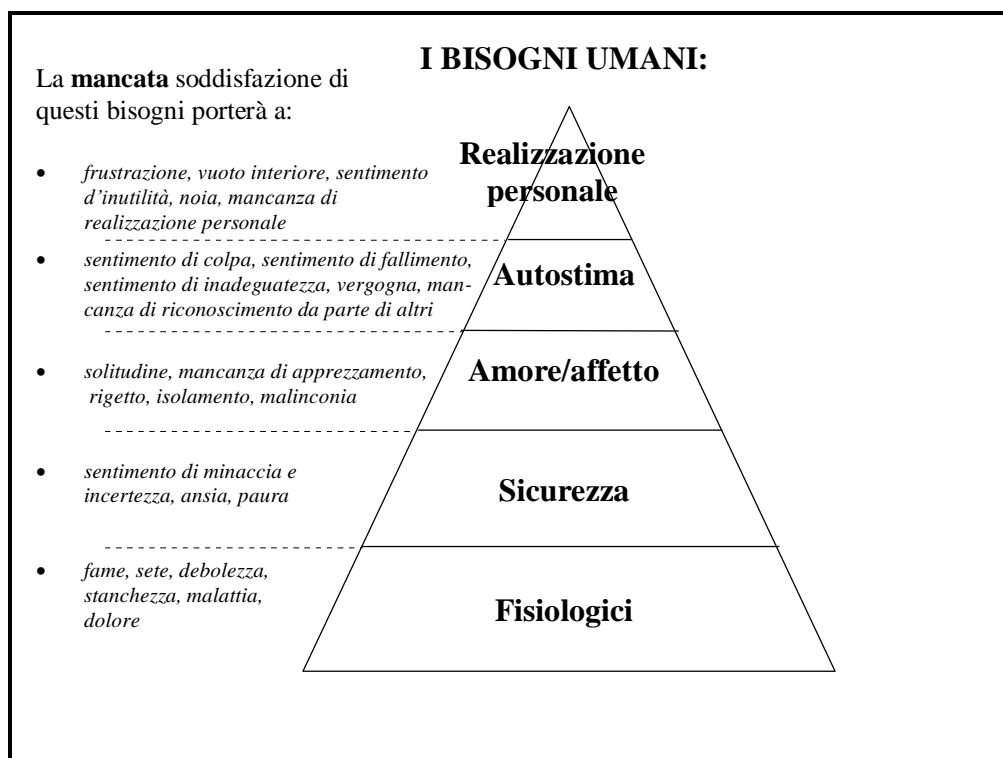 I BISOGNI UMANI:
La mancata soddisfazione di
questi bisogni porterà a:
• frustrazione, vuoto interiore, sentimento
d'inutilità, noia, mancanza di
realizzazione personale
Realizzazione
personale
• sentimento di colpa, sentimento di fallimento,
sentimento di inadeguatezza, vergogna, man-
canza di riconoscimento da parte di altri
Autostima
• solitudine, mancanza di apprezzamento,
rigetto, isolamento, malinconia
Amore/affetto
• sentimento di minaccia e
incertezza, ansia, paura
Sicurezza
• fame, sete, debolezza,
stanchezza, malattia,
dolore
Fisiologici